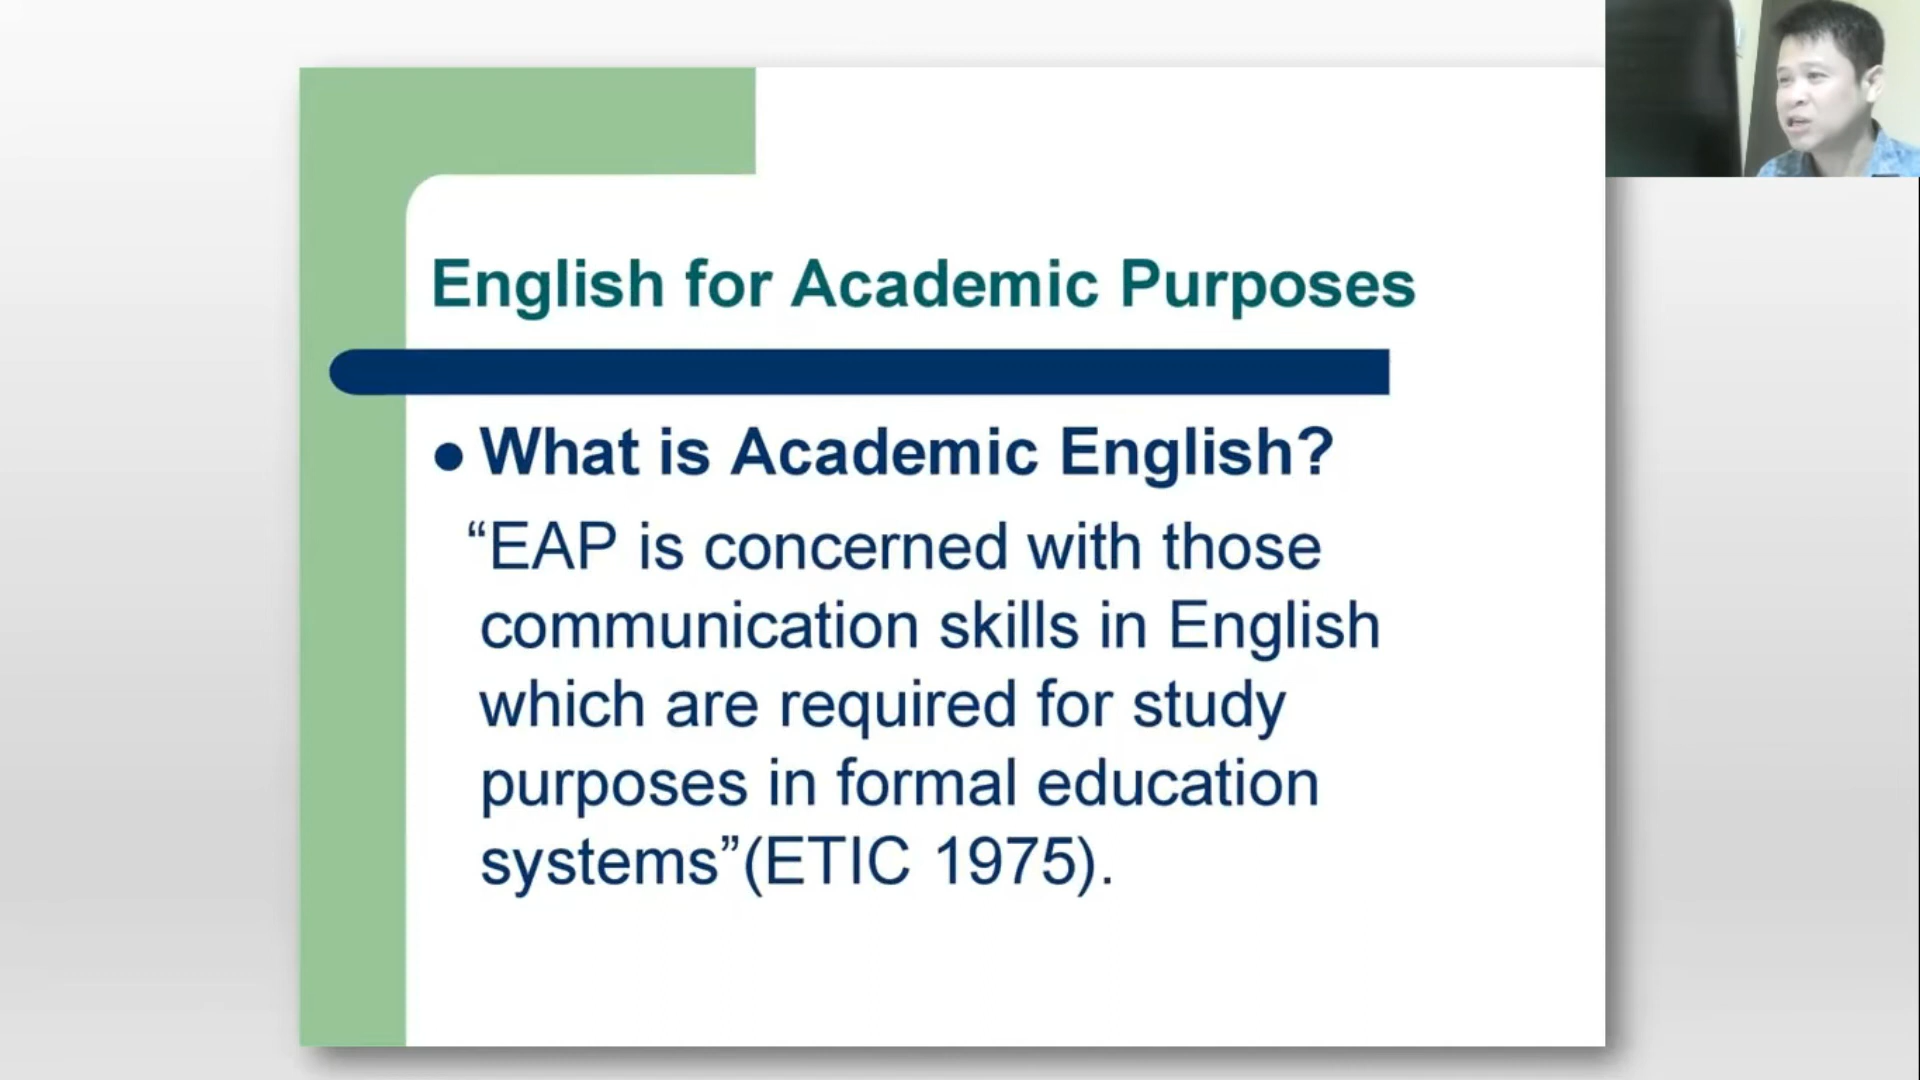 English for Academic Purposes
● What is Academic English?
“EAP is concerned with those
communication skills in English
which are required for study
purposes in formal education
systems”(ETIC 1975).